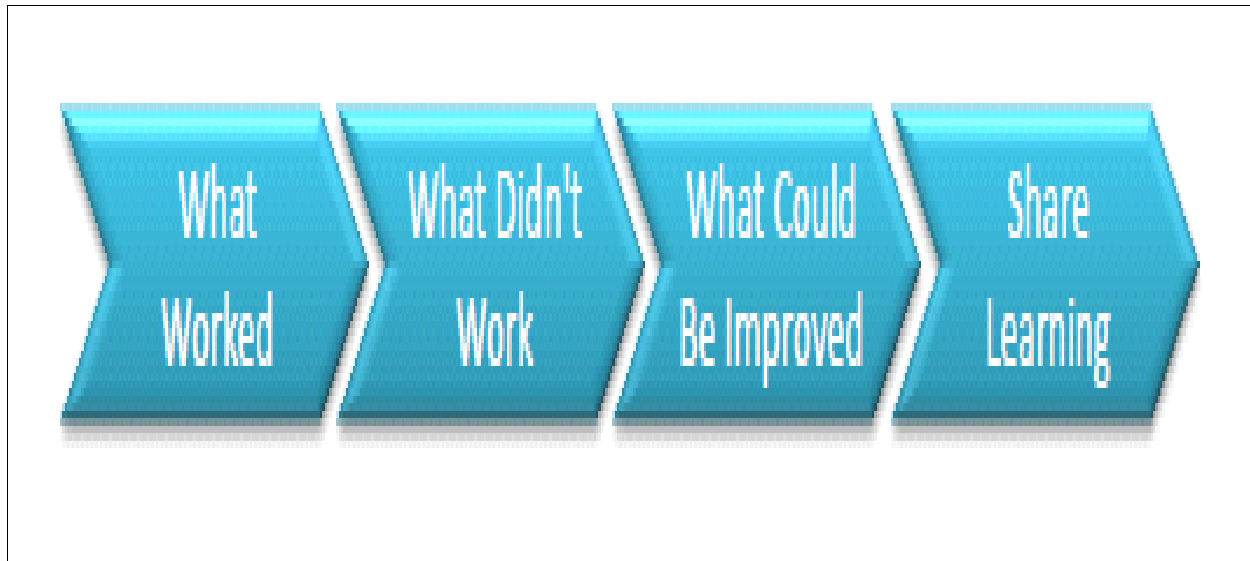 What
Worked
What Didn't
Work
What Could
Be Improved
Share
Learning